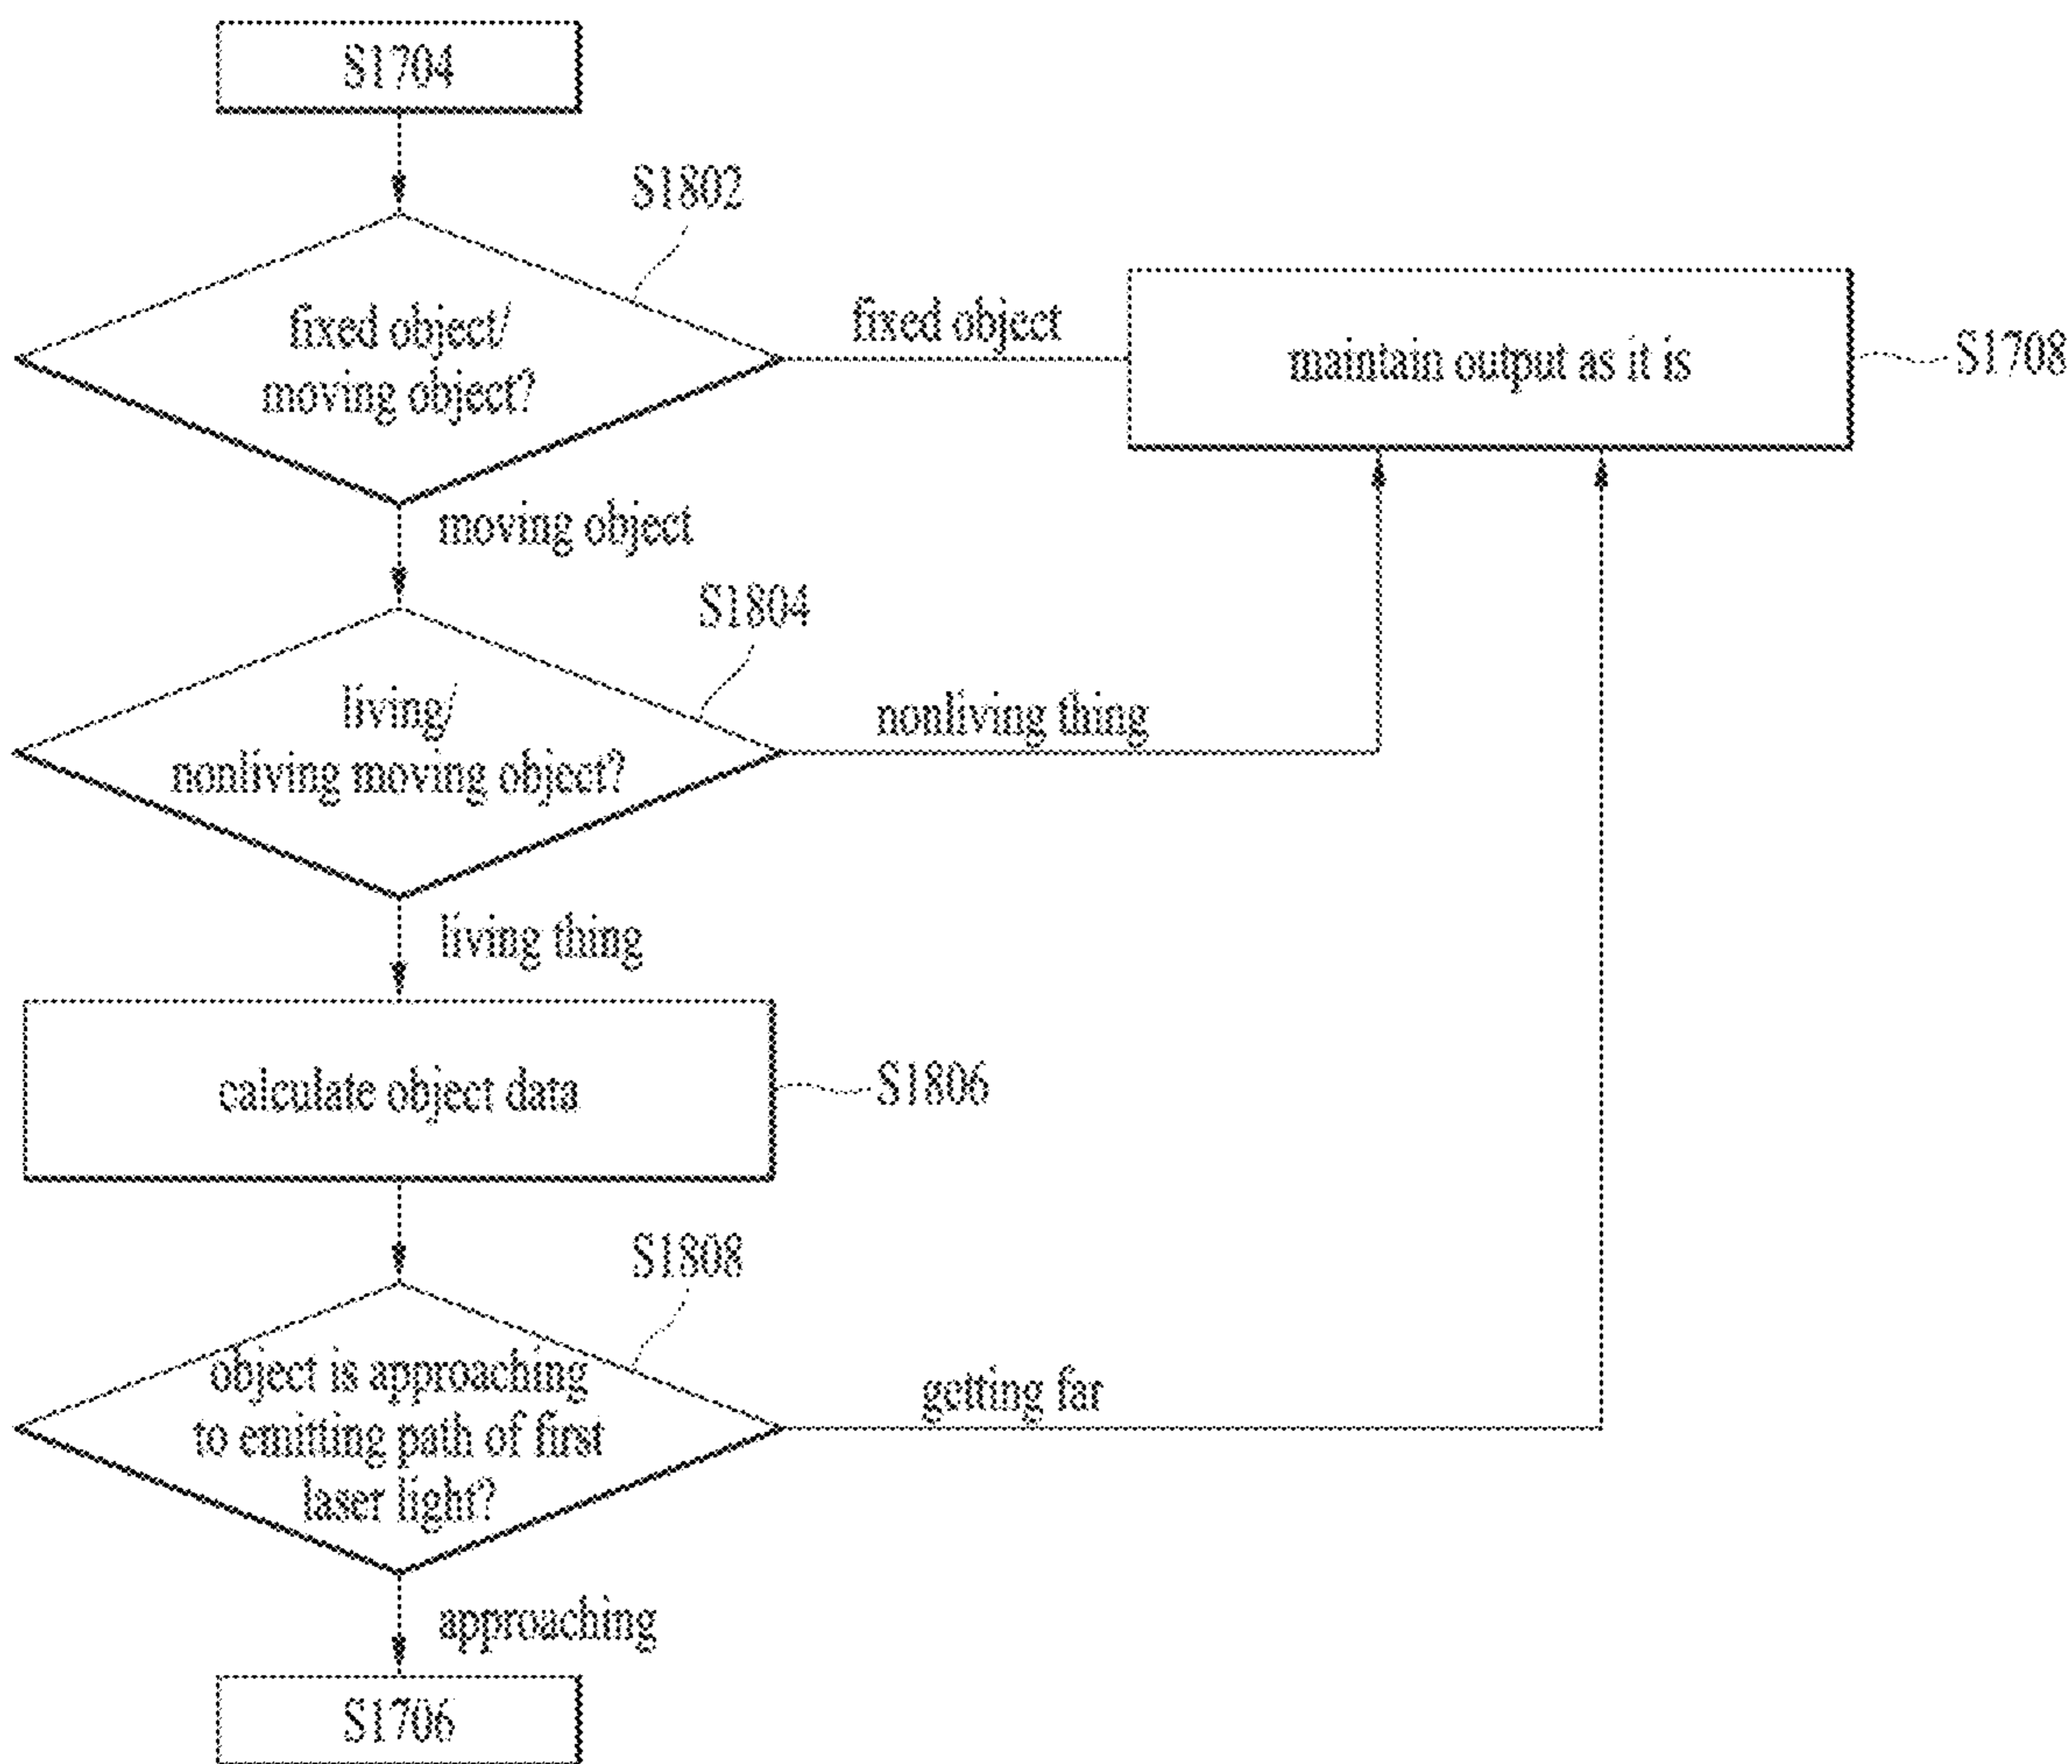 S1704
S1802
fixed object/
moving object?
fixed object
maintain output as it is
S1708
moving object
S1804
living/
nonliving moving object?
nonliving thing
living thing
calculate object data
S1806
S1808
object is approaching
to emitting path of first
laser light?
getting far
approaching
S1706